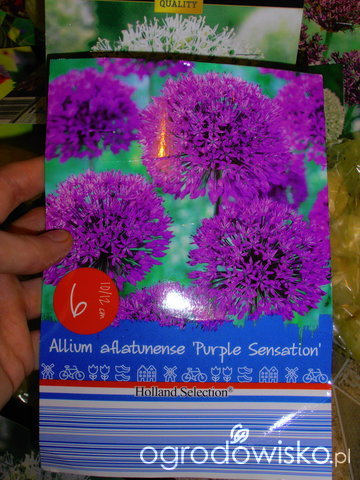 QUALITY
6
10/12 cm
Allium aflatunense 'Purple Sensation'
Holland Selection®
ogrodowisko.pl